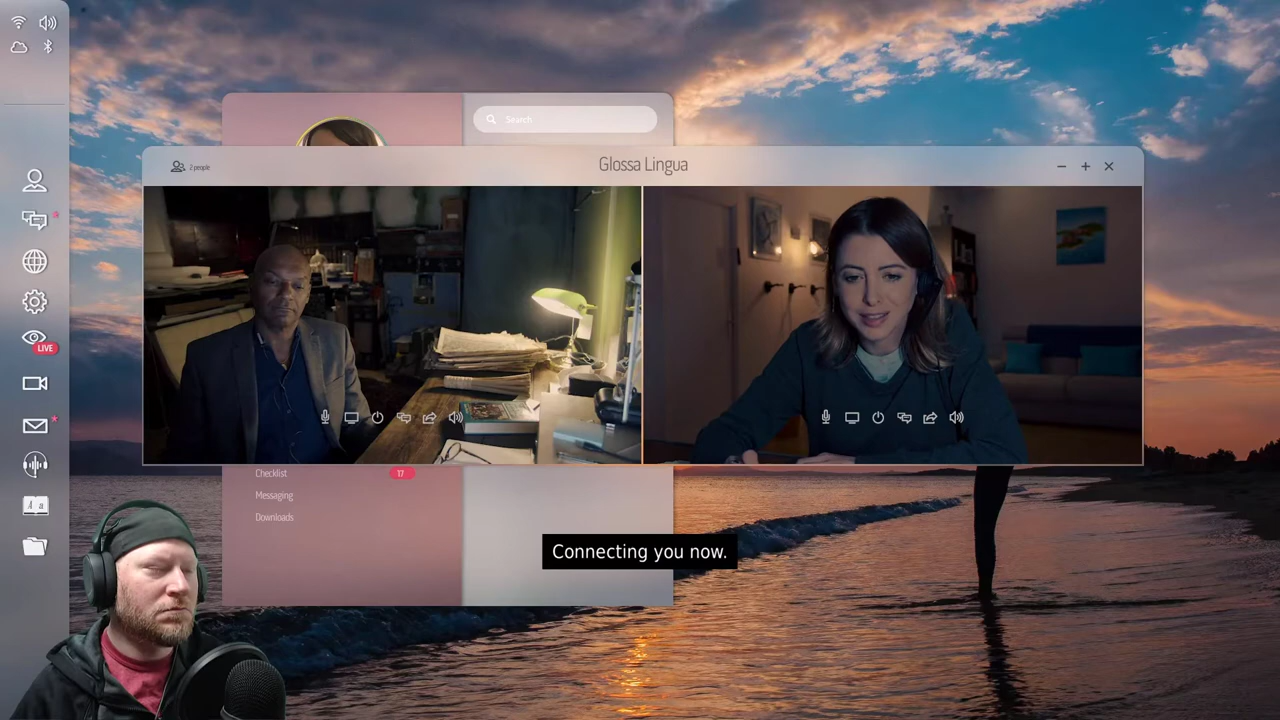 Search
2 people
Glossa Lingua
LIVE
A a
Checklist
17
Messaging
Downloads
Connecting you now.